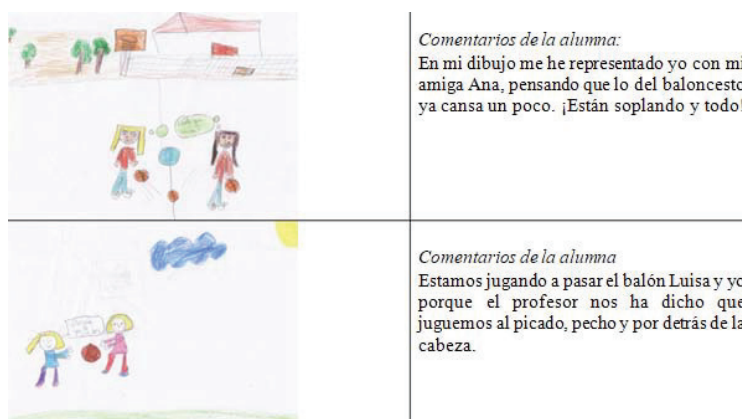 Comentarios de la alumna:
En mi dibujo me he representado yo con mi
amiga Ana, pensando que lo del baloncesto
ya cansa un poco. ¡Están soplando y todo!
Comentarios de la alumna
Estamos jugando a pasar el balón Luisa y yo
porque el profesor nos ha dicho que
juguemos al picado, pecho y por detrás de la
cabeza.